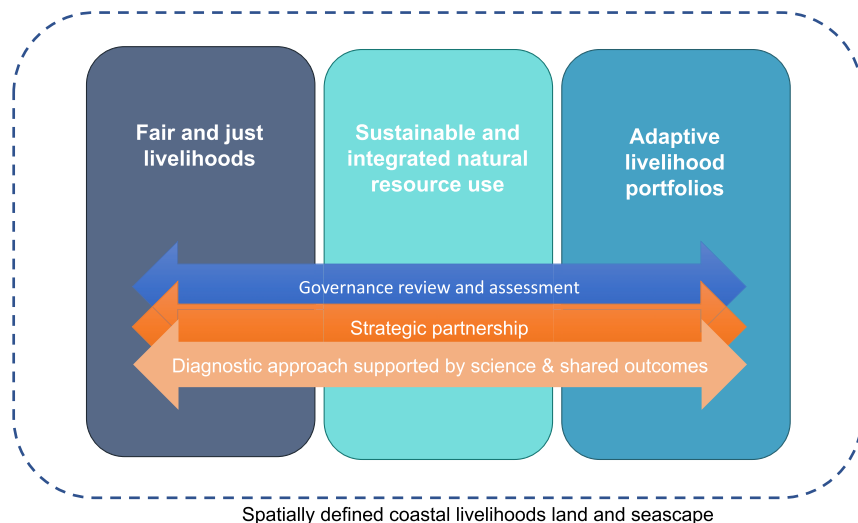 Fair and just
livelihoods
Sustainable and
integrated natural
resource use
Adaptive
livelihood
portfolios
Governance review and assessment
Strategic partnership
Diagnostic approach supported by science & shared outcomes
Spatially defined coastal livelihoods land and seascape